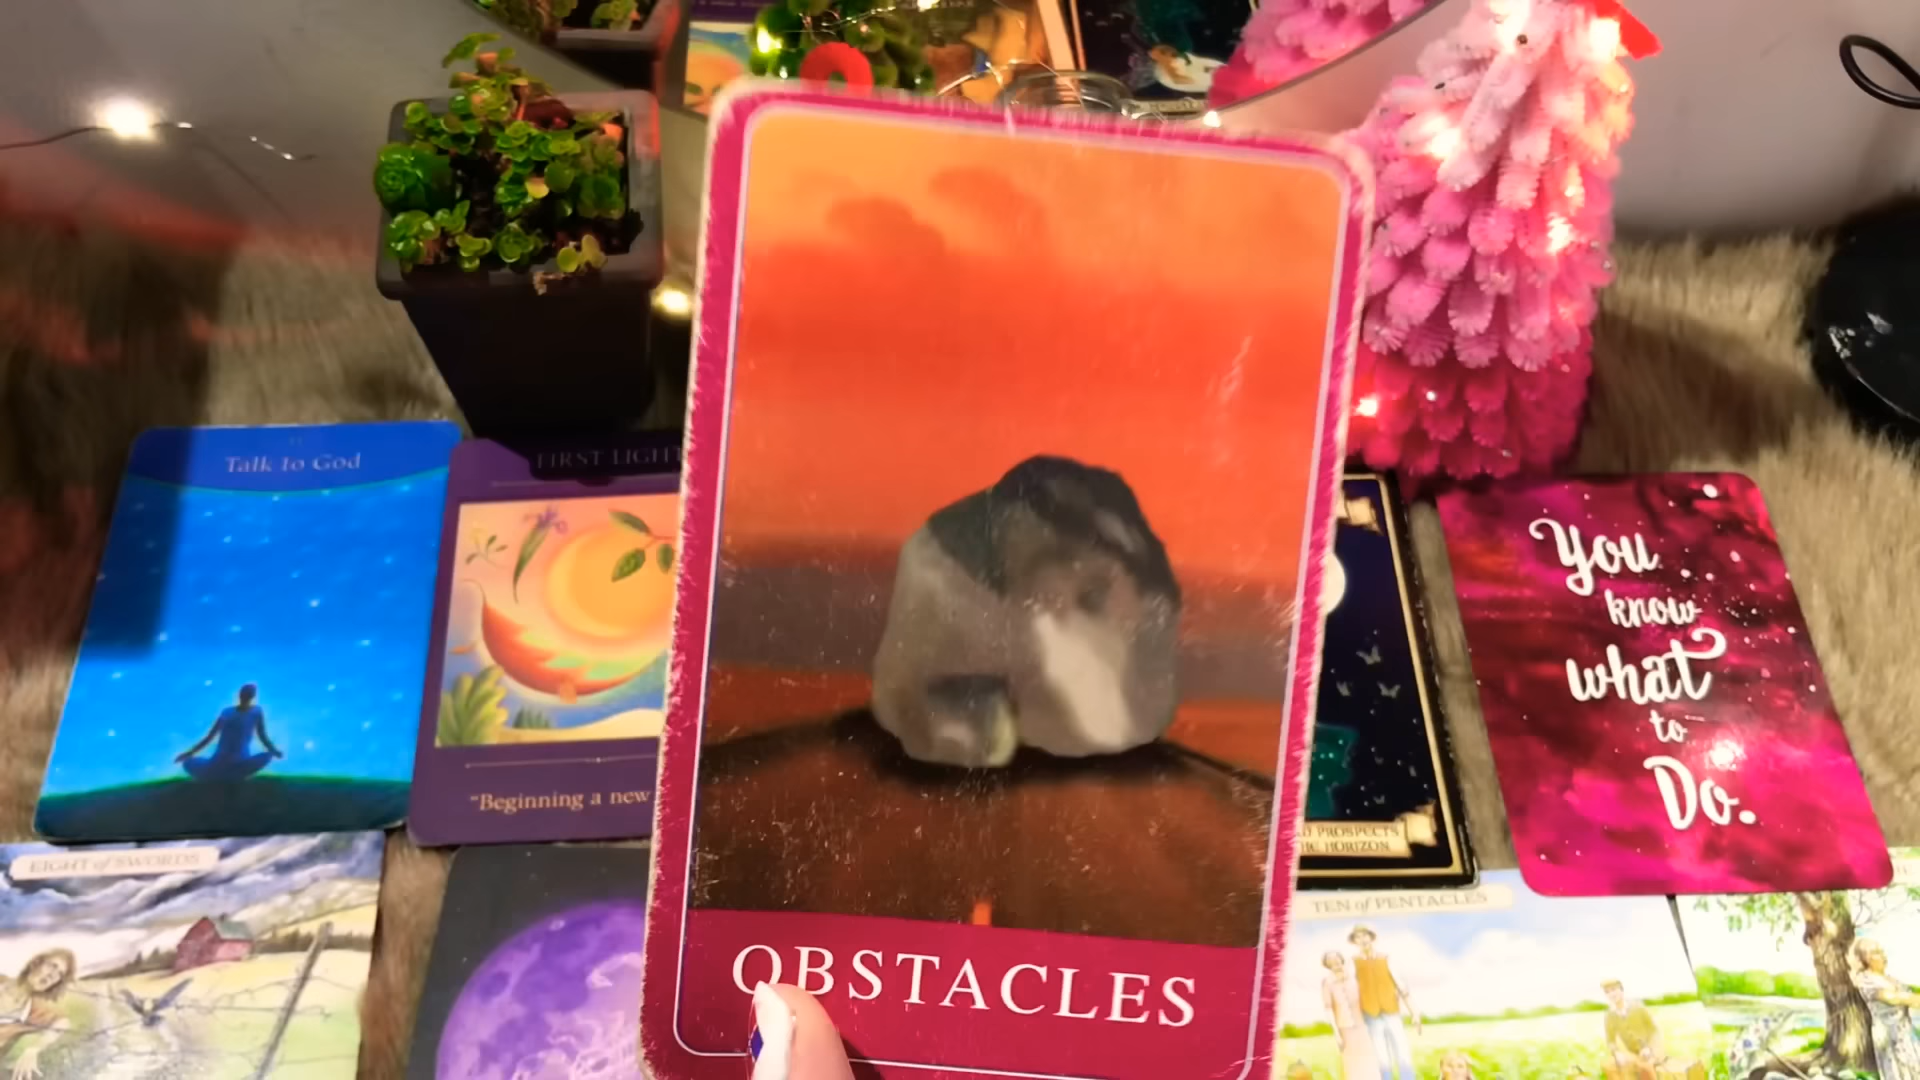 Talk to God
FIRST LIGHT
"Beginning a new
OBSTACLES
PROSPECTS
HORIZON
You
know
what
to
Do.
EIGHT of SWORDS
TEN of PENTACLES